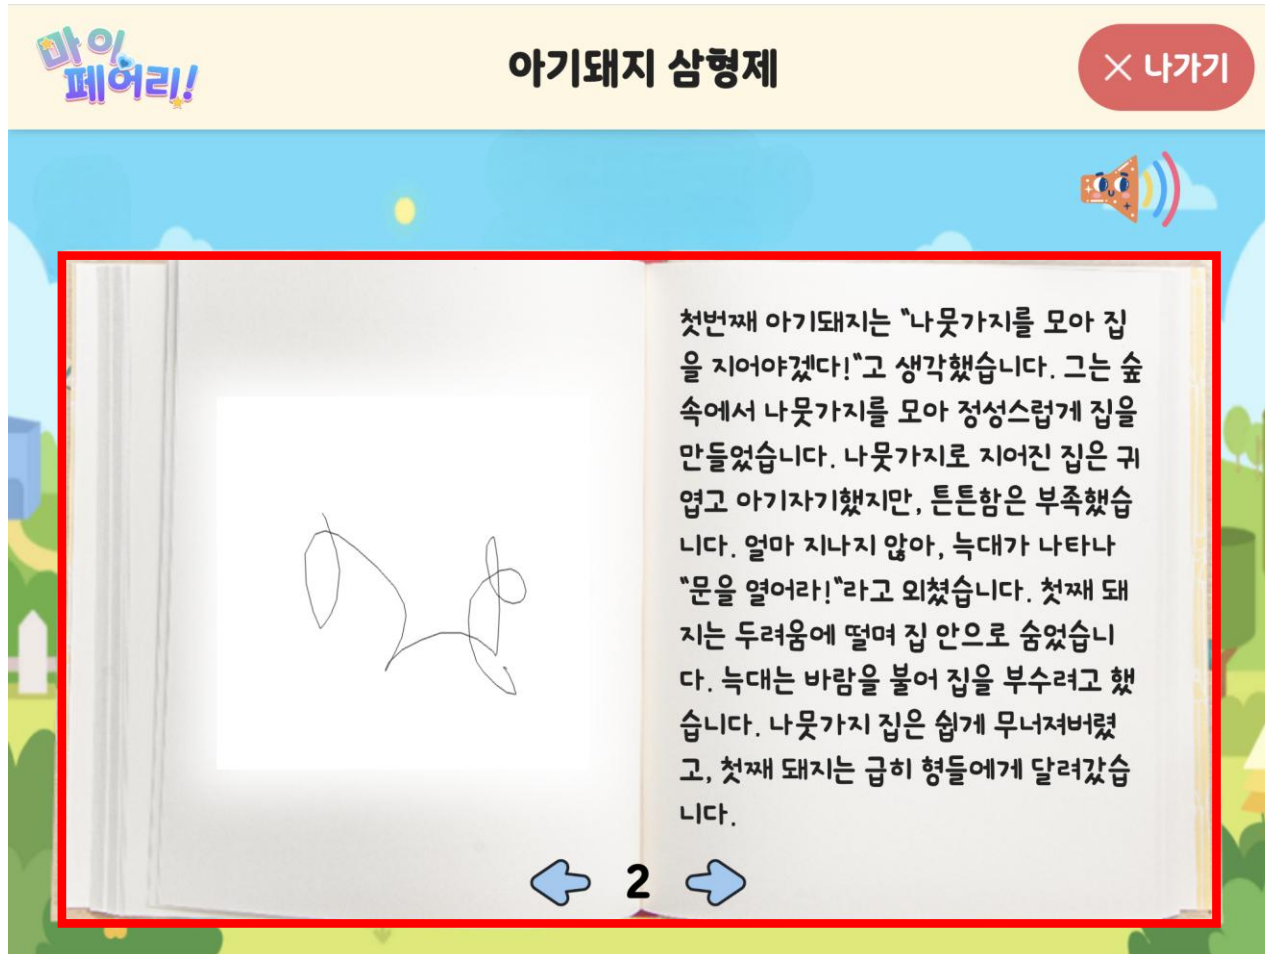 마이
페어리!
아기돼지 삼형제
나가기
첫번째 아기돼지는 "나뭇가지를 모아 집
을 지어야겠다!"고 생각했습니다. 그는 숲
속에서 나뭇가지를 모아 정성스럽게 집을
만들었습니다. 나뭇가지로 지어진 집은 귀
엽고 아기자기했지만, 튼튼함은 부족했습
니다. 얼마 지나지 않아, 늑대가 나타나
"문을 열어라!"라고 외쳤습니다. 첫째 돼
지는 두려움에 떨며 집 안으로 숨었습니
다. 늑대는 바람을 불어 집을 부수려고 했
습니다. 나뭇가지 집은 쉽게 무너져버렸
고, 첫째 돼지는 급히 형들에게 달려갔습
니다.
2